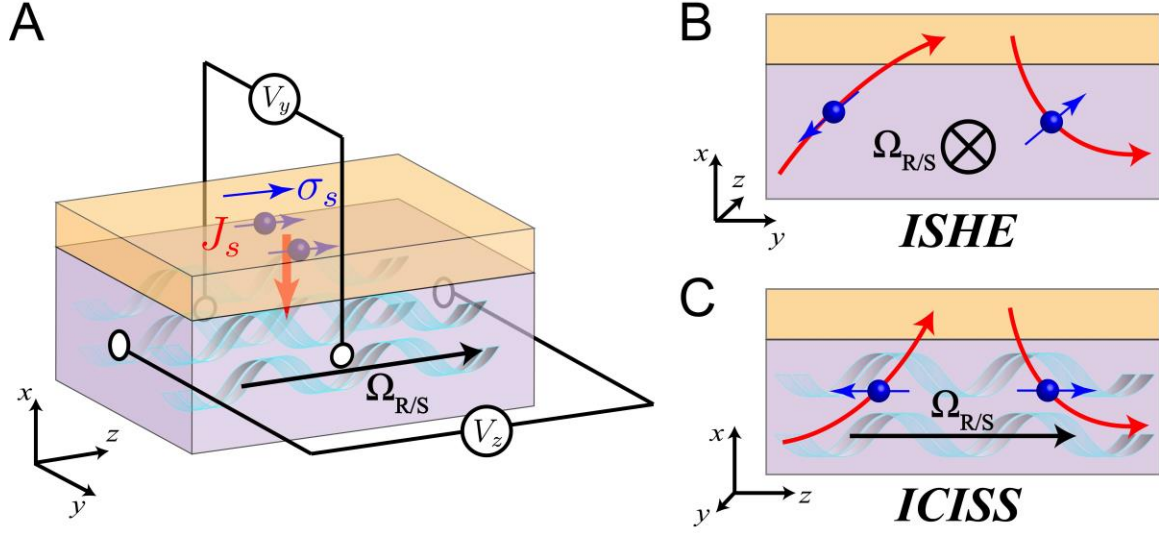 A
V_y
σ_s
J_s
Ω_R/S
V_z
x
z
y
B
Ω_R/S
x
z
y
ISHE
C
Ω_R/S
x
y
z
ICISS